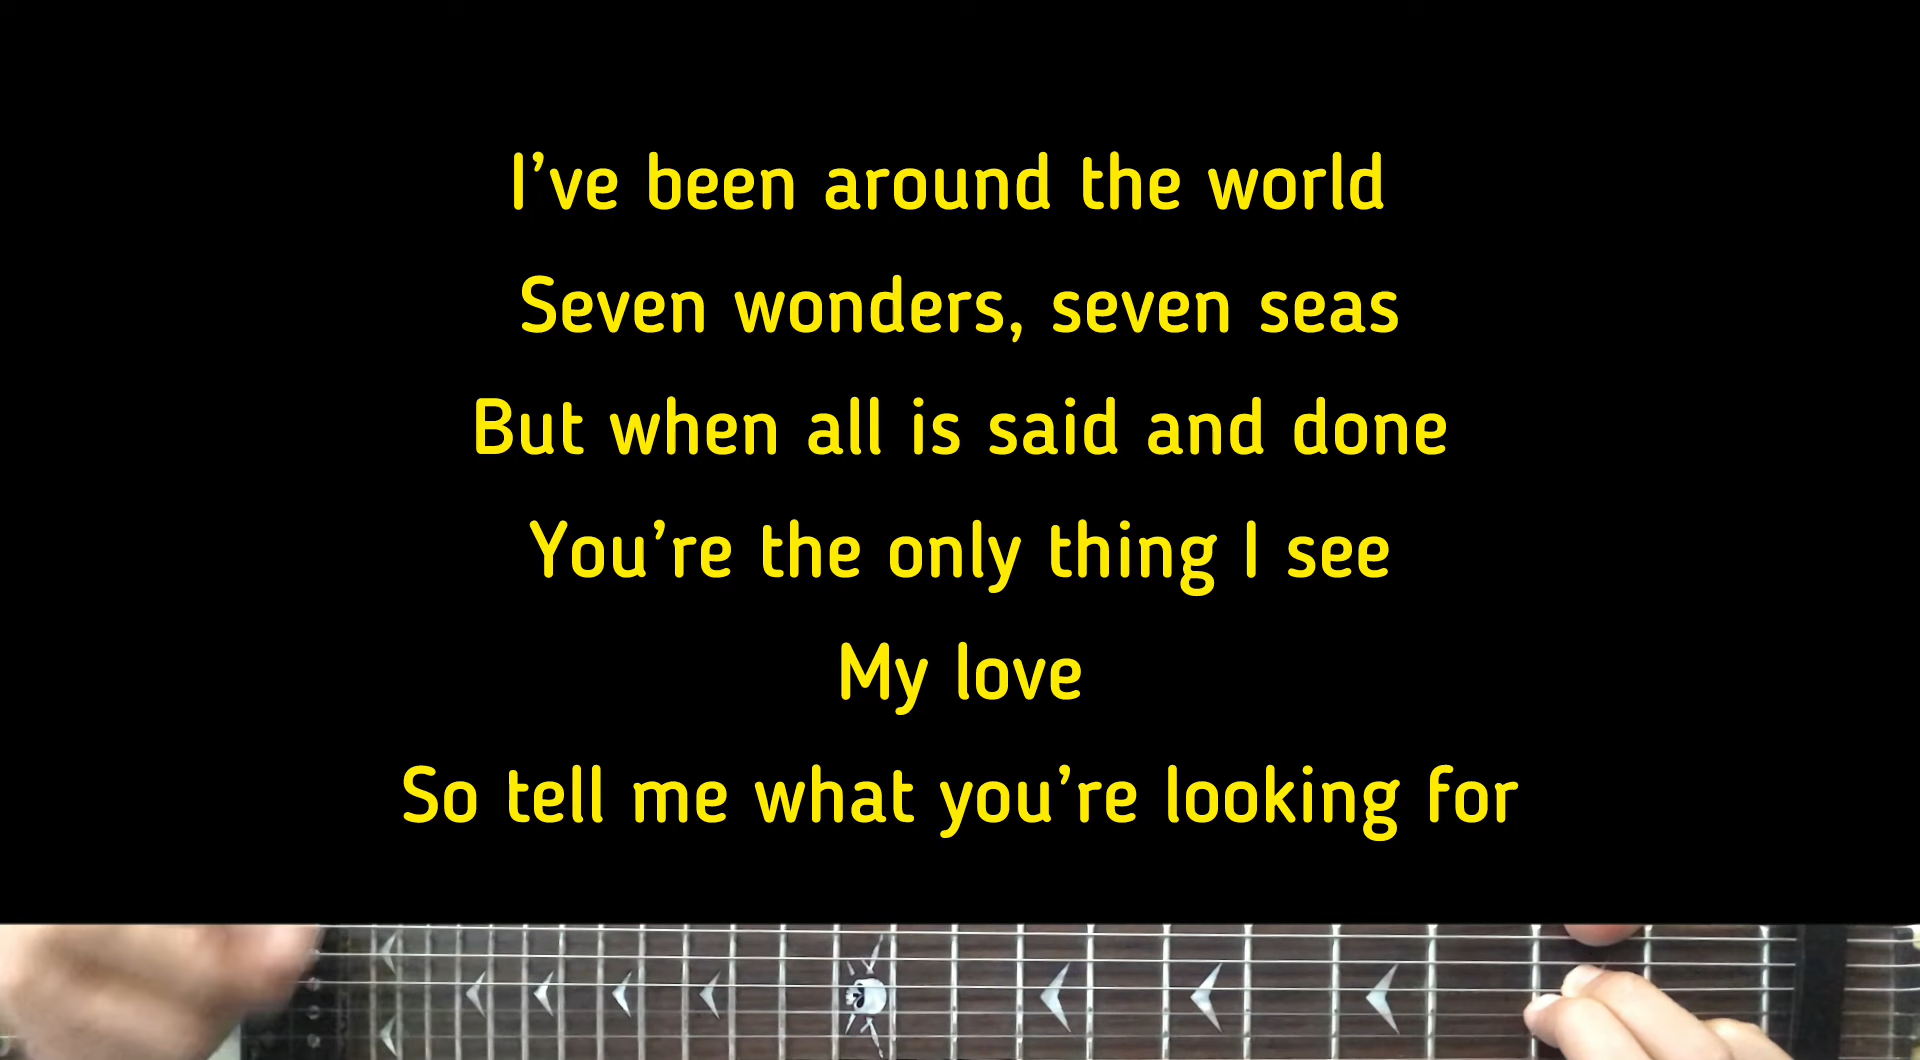 I’ve been around the world
Seven wonders, seven seas
But when all is said and done
You’re the only thing I see
My love
So tell me what you’re looking for